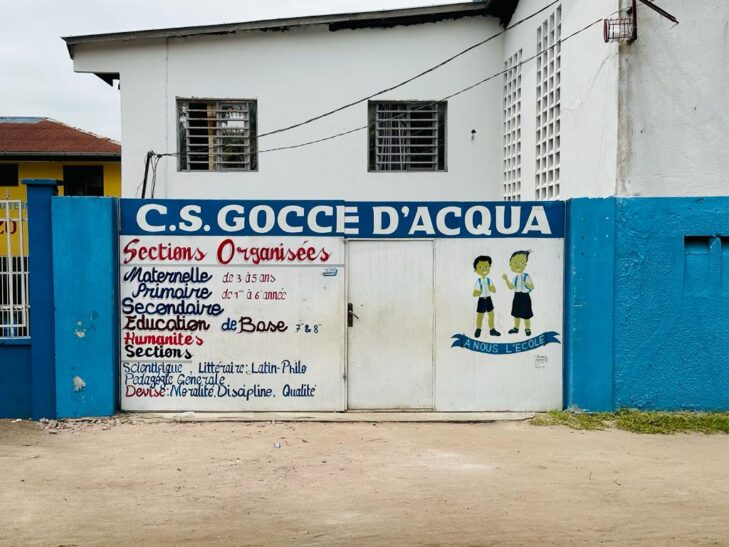 C.S. GOCCE D'ACQUA
Sections Organisées
Maternelle de 3 à 5 ans
Primaire de 1re à 6e année
Secondaire
Education de Base 7e & 8e
Humanités
Sections
Scientifique, Littéraire: Latin-Philo
Pédagogie Générale
Devise: Moralité, Discipline, Qualité
A NOUS L'ECOLE